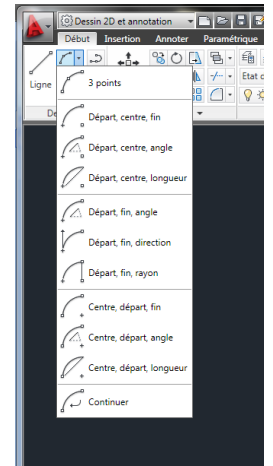 Dessin 2D et annotation
Début Insertion Annoter Paramétrique
Ligne
3 points
Départ, centre, fin
Départ, centre, angle
Départ, centre, longueur
Départ, fin, angle
Départ, fin, direction
Départ, fin, rayon
Centre, départ, fin
Centre, départ, angle
Centre, départ, longueur
Continuer
Etat